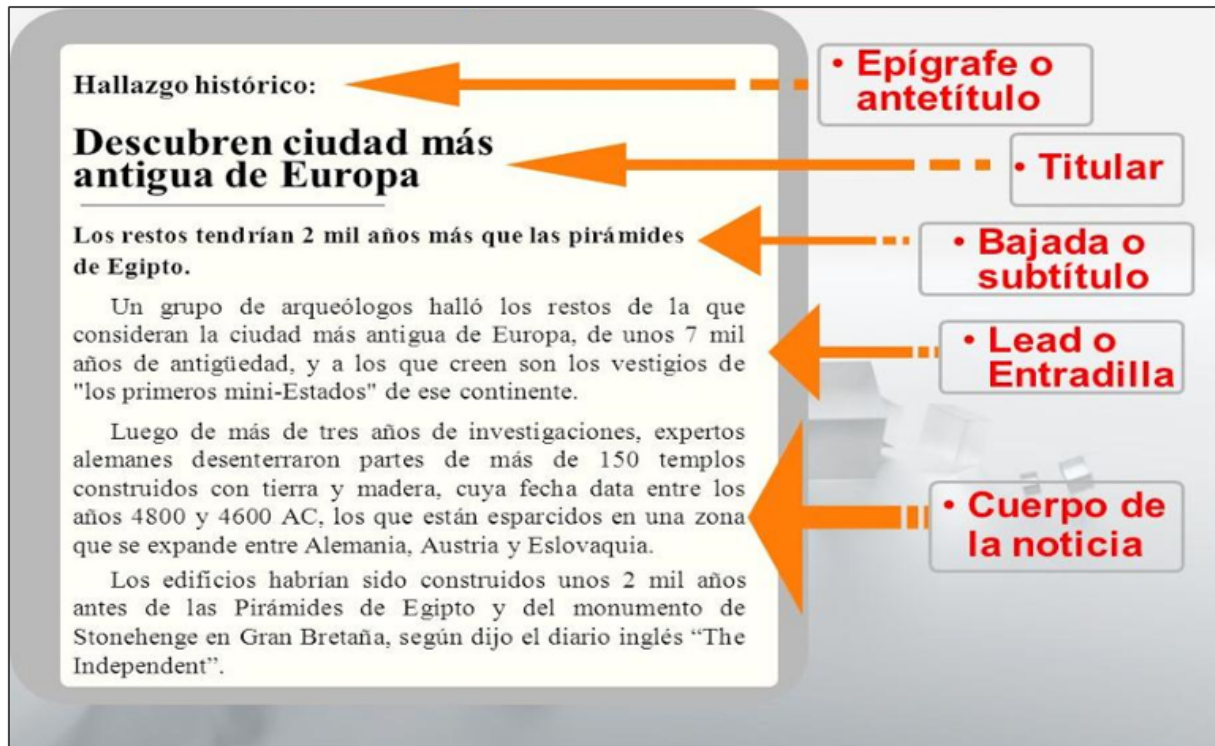 Hallazgo histórico:
Descubren ciudad más
antigua de Europa
Los restos tendrían 2 mil años más que las pirámides
de Egipto.
Un grupo de arqueólogos halló los restos de la que
consideran la ciudad más antigua de Europa, de unos 7 mil
años de antigüedad, y a los que creen son los vestigios de
"los primeros mini-Estados" de ese continente.
Luego de más de tres años de investigaciones, expertos
alemanes desenterraron partes de más de 150 templos
construidos con tierra y madera, cuya fecha data entre los
años 4800 y 4600 AC, los que están esparcidos en una zona
que se expande entre Alemania, Austria y Eslovaquia.
Los edificios habrían sido construidos unos 2 mil años
antes de las Pirámides de Egipto y del monumento de
Stonehenge en Gran Bretaña, según dijo el diario inglés “The
Independent”.
• Epígrafe o
antetítulo
• Titular
• Bajada o
subtítulo
• Lead o
Entradilla
• Cuerpo de
la noticia